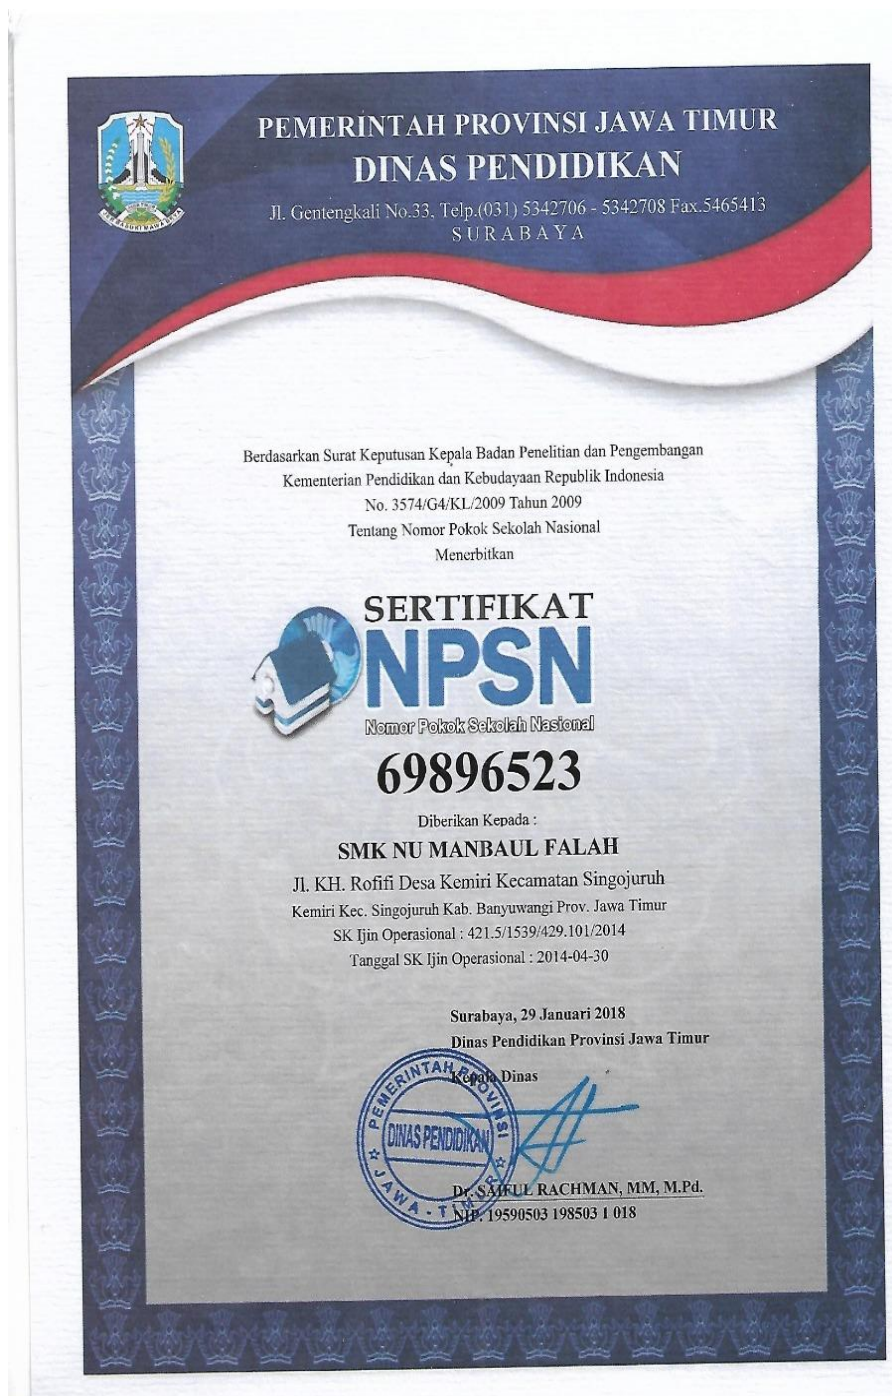 PEMERINTAH PROVINSI JAWA TIMUR
DINAS PENDIDIKAN
Jl. Gentengkali No.33, Telp.(031) 5342706 - 5342708 Fax.5465413
SURABAYA
Berdasarkan Surat Keputusan Kepala Badan Penelitian dan Pengembangan
Kementerian Pendidikan dan Kebudayaan Republik Indonesia
No. 3574/G4/KL/2009 Tahun 2009
Tentang Nomor Pokok Sekolah Nasional
Menerbitkan
SERTIFIKAT
NPSN
Nomor Pokok Sekolah Nasional
69896523
Diberikan Kepada :
SMK NU MANBAUL FALAH
Jl. KH. Rofifi Desa Kemiri Kecamatan Singojuruh
Kemiri Kec. Singojuruh Kab. Banyuwangi Prov. Jawa Timur
SK Ijin Operasional : 421.5/1539/429.101/2014
Tanggal SK Ijin Operasional : 2014-04-30
Surabaya, 29 Januari 2018
Dinas Pendidikan Provinsi Jawa Timur
Kepala Dinas
PEMERINTAH PROVINSI
DINAS PENDIDIKAN
JAWA - TIMUR
Dr. SAIFUL RACHMAN, MM, M.Pd.
NIP. 19590503 198503 1 018